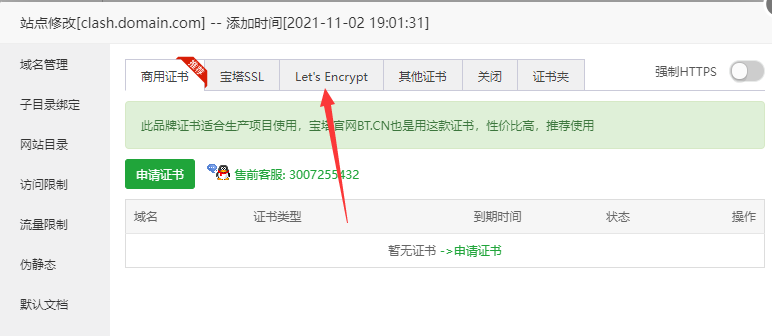 站点修改[clash.domain.com] -- 添加时间[2021-11-02 19:01:31]
域名管理
子目录绑定
网站目录
访问限制
流量限制
伪静态
默认文档
商用证书 推荐 宝塔SSL Let's Encrypt 其他证书 关闭 证书夹 强制HTTPS
此品牌证书适合生产项目使用，宝塔官网BT.CN也是用这款证书，性价比高，推荐使用
申请证书 售前客服: 3007255432
域名 证书类型 到期时间 状态 操作
暂无证书 ->申请证书